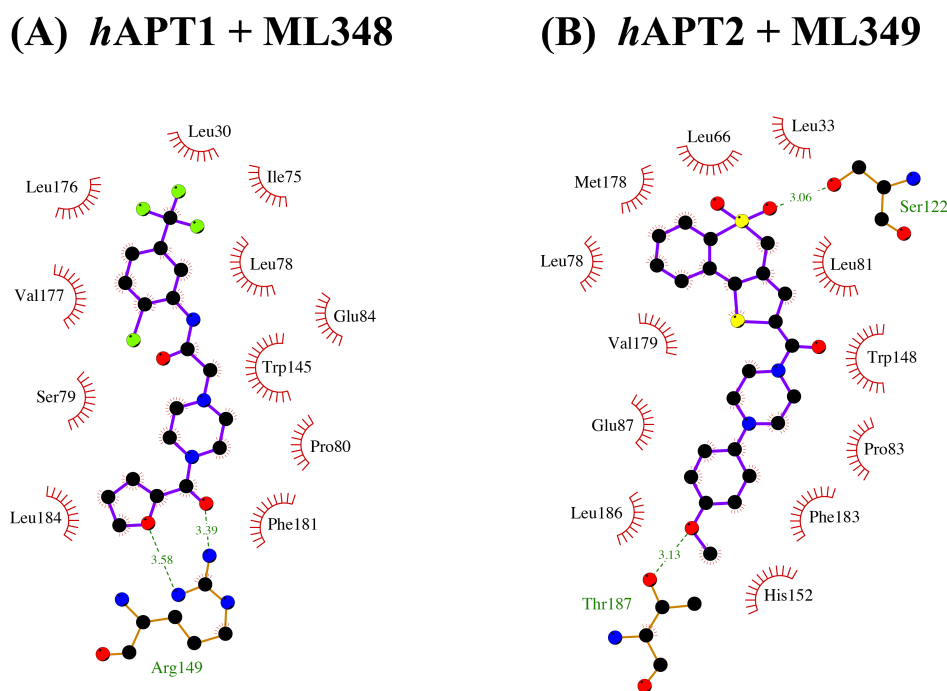 (A) hAPT1 + ML348
(B) hAPT2 + ML349
Leu30
Ile75
Leu176
Leu78
Val177
Glu84
Trp145
Ser79
Pro80
Leu184
Phe181
3.39
3.58
Arg149
Leu33
Leu66
Met178
3.06
Ser122
Leu78
Leu81
Val179
Trp148
Glu87
Pro83
Leu186
Phe183
3.13
His152
Thr187